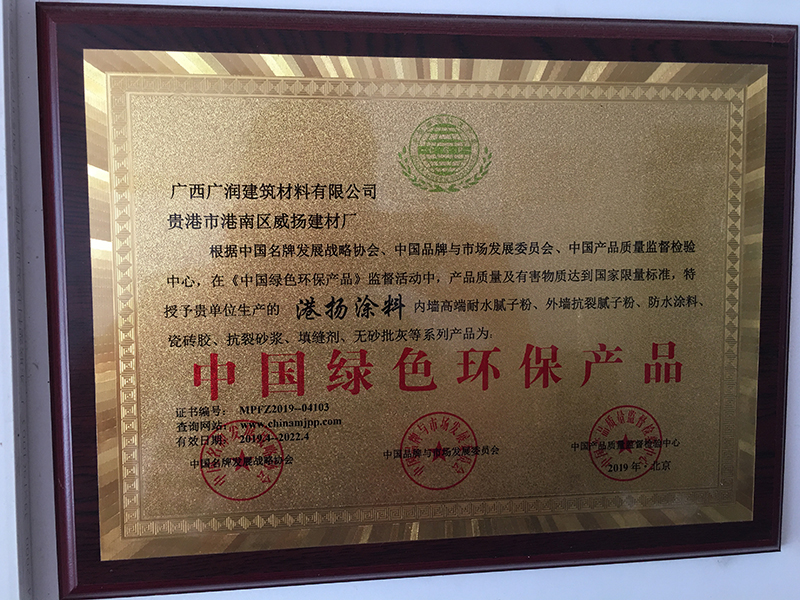 广西广润建筑材料有限公司
贵港市港南区威扬建材厂
根据中国名牌发展战略协会、中国品牌与市场发展委员会、中国产品质量监督检验
中心，在《中国绿色环保产品》监督活动中，产品质量及有害物质达到国家限量标准，特
授予贵单位生产的 港扬涂料 内墙高端耐水腻子粉、外墙抗裂腻子粉、防水涂料、
瓷砖胶、抗裂砂浆、填缝剂、无砂批灰等系列产品为:
中国绿色环保产品
证书编号： MPFZ2019--04103
查询网站： www.chinamjpp.com
有效日期： 2019.4--2022.4
中国名牌发展战略协会
中国品牌与市场发展委员会
中国产品质量监督检验中心
2019 年 · 北京